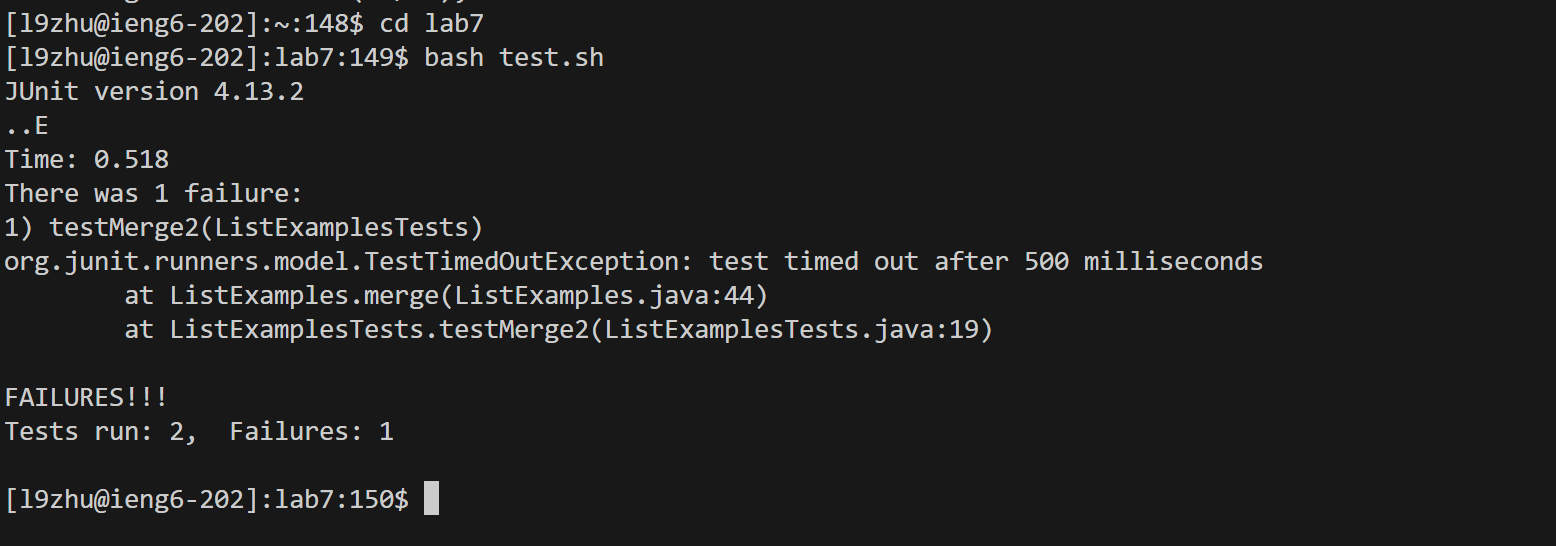 [l9zhu@ieng6-202]:~:148$ cd lab7
[l9zhu@ieng6-202]:lab7:149$ bash test.sh
JUnit version 4.13.2
..E
Time: 0.518
There was 1 failure:
1) testMerge2(ListExamplesTests)
org.junit.runners.model.TestTimedOutException: test timed out after 500 milliseconds
        at ListExamples.merge(ListExamples.java:44)
        at ListExamplesTests.testMerge2(ListExamplesTests.java:19)
FAILURES!!!
Tests run: 2,  Failures: 1
[l9zhu@ieng6-202]:lab7:150$